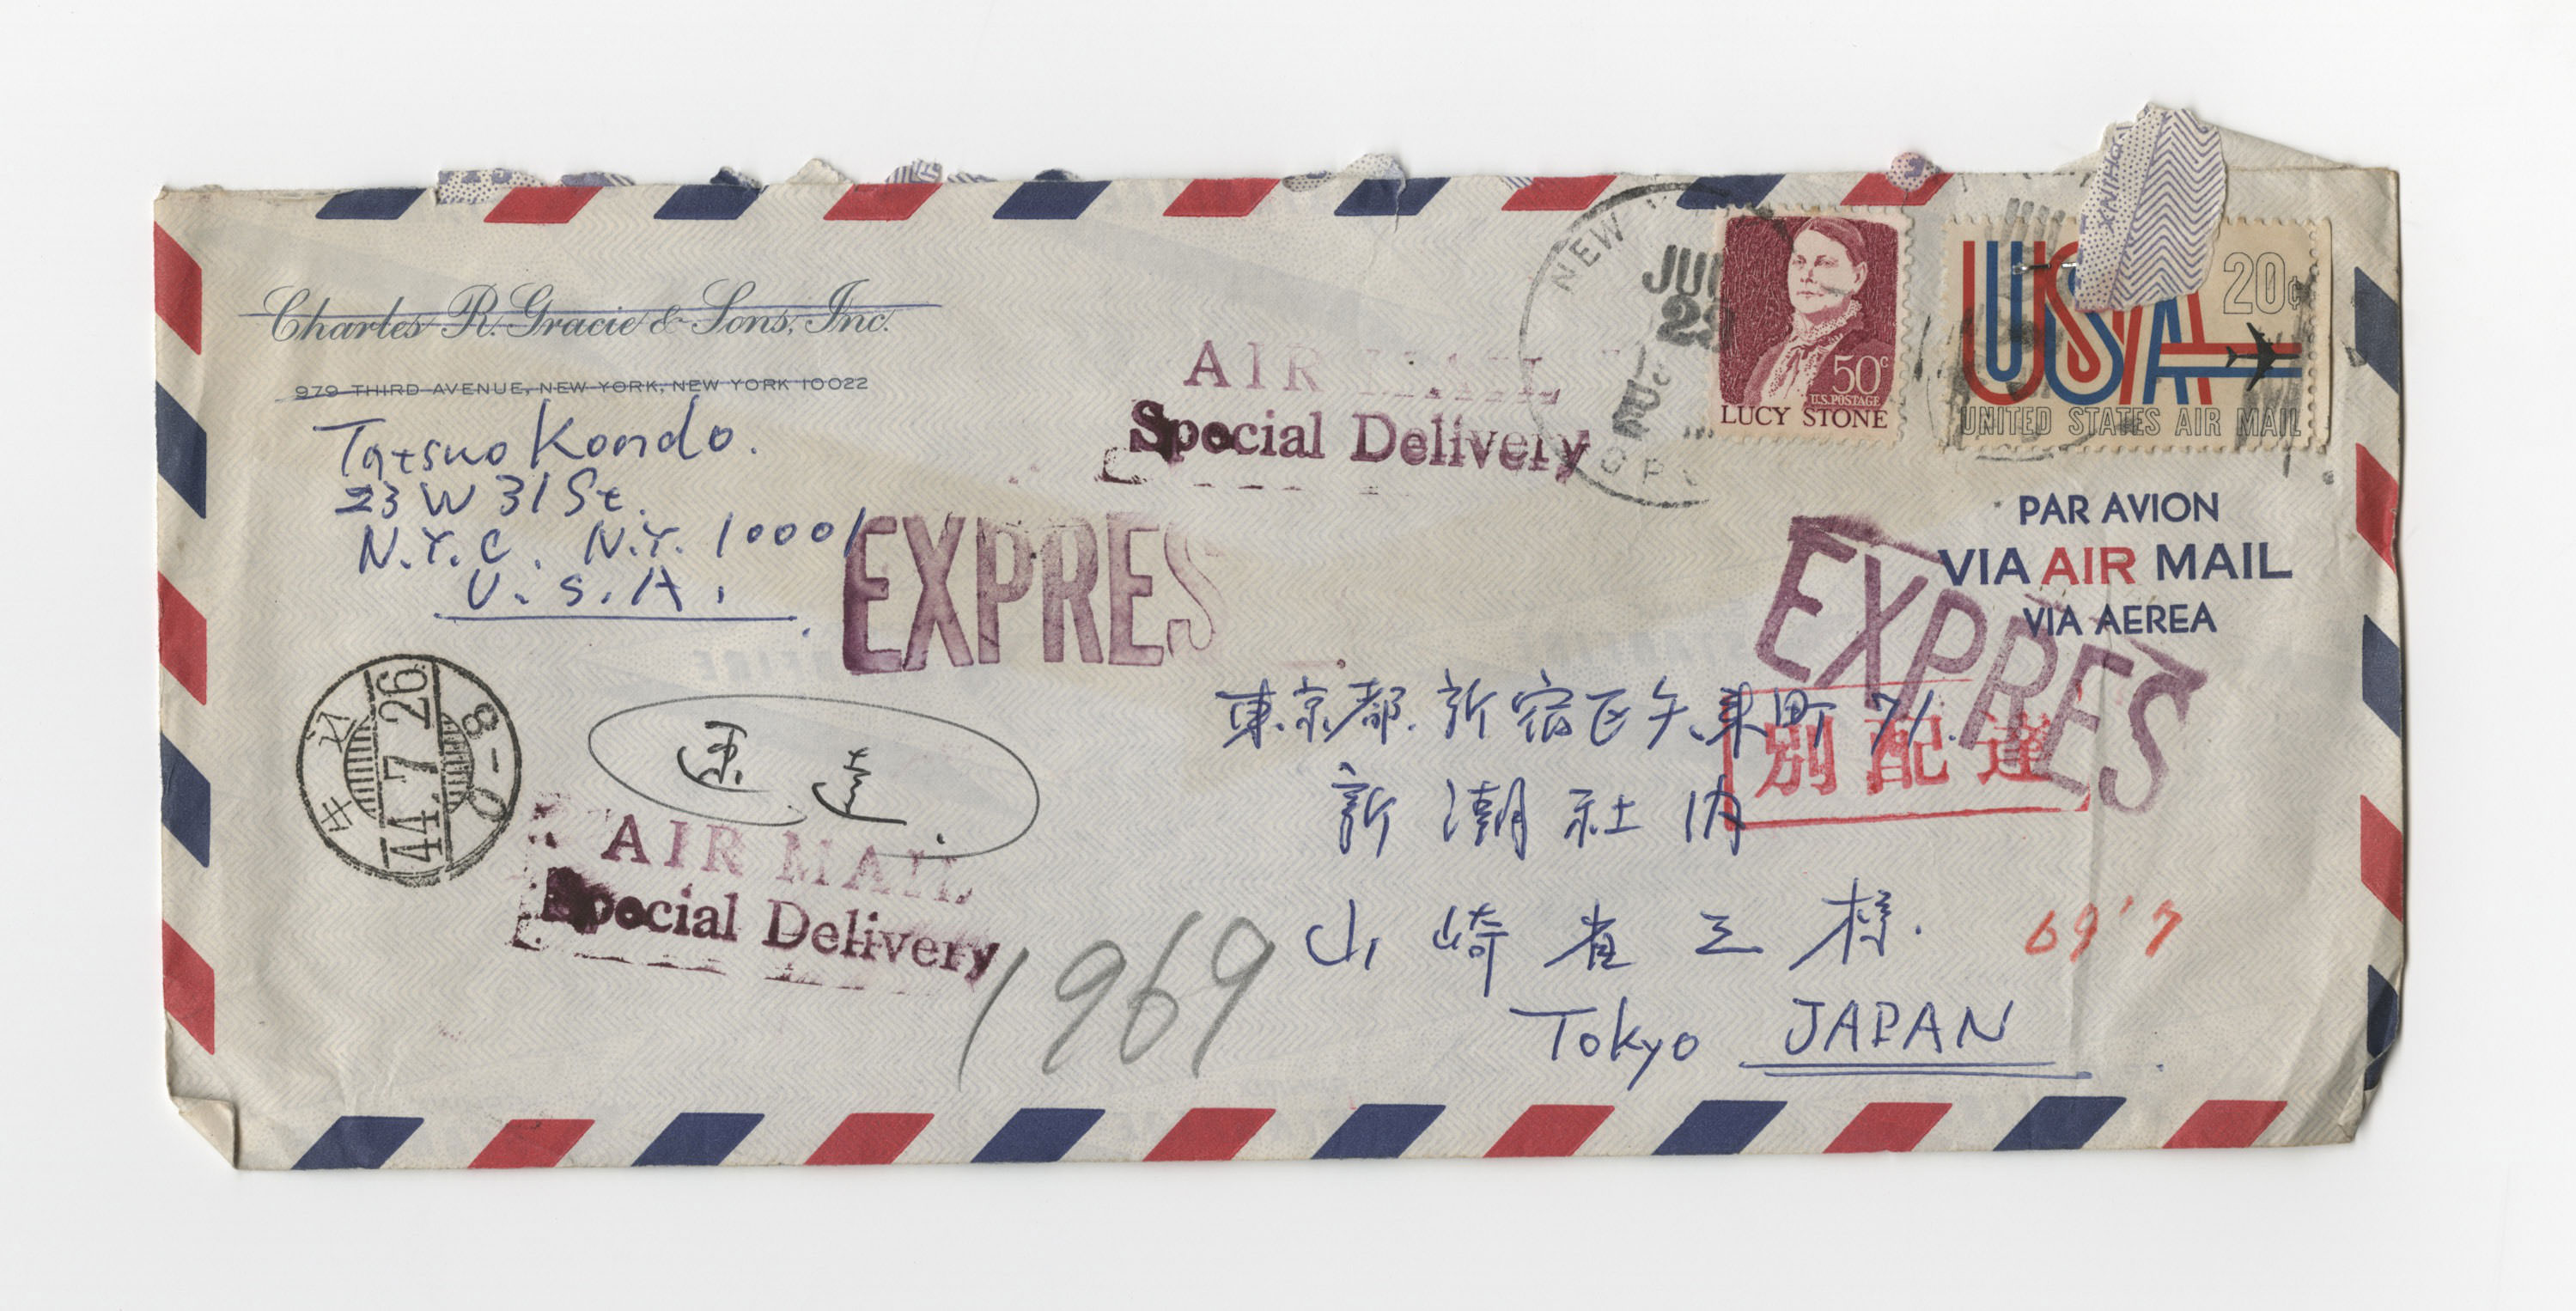 Charles R. Gracie & Sons, Inc.
979 THIRD AVENUE, NEW YORK, NEW YORK 10022
Tatsuo Kondo.
23 W 31 St.
N.Y.C. N.Y. 10001
U.S.A.
AIR MAIL
Special Delivery
NEW
50¢
U.S. POSTAGE
LUCY STONE
USA
20¢
UNITED STATES AIR MAIL
PAR AVION
VIA AIR MAIL
VIA AEREA
EXPRES
EXPRES
44.7.26
0-8
速達.
AIR MAIL
Special Delivery
東京都.新宿区矢来町71.
別配達
新潮社内
山崎省三様.
69'7
1969
Tokyo JAPAN